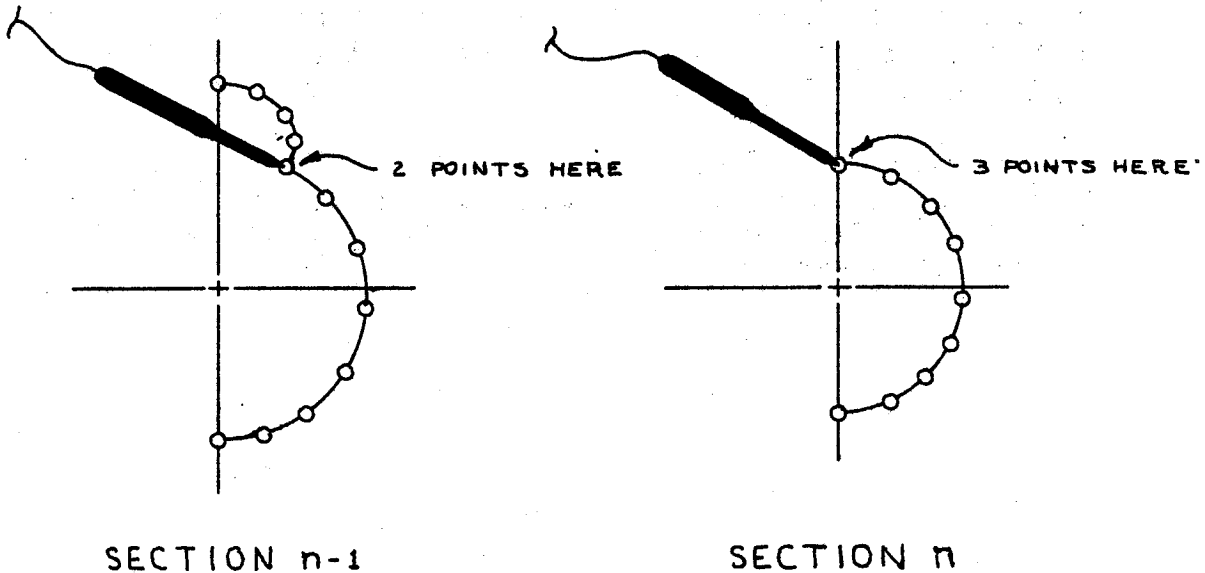 2 POINTS HERE
3 POINTS HERE
SECTION n-1
SECTION n